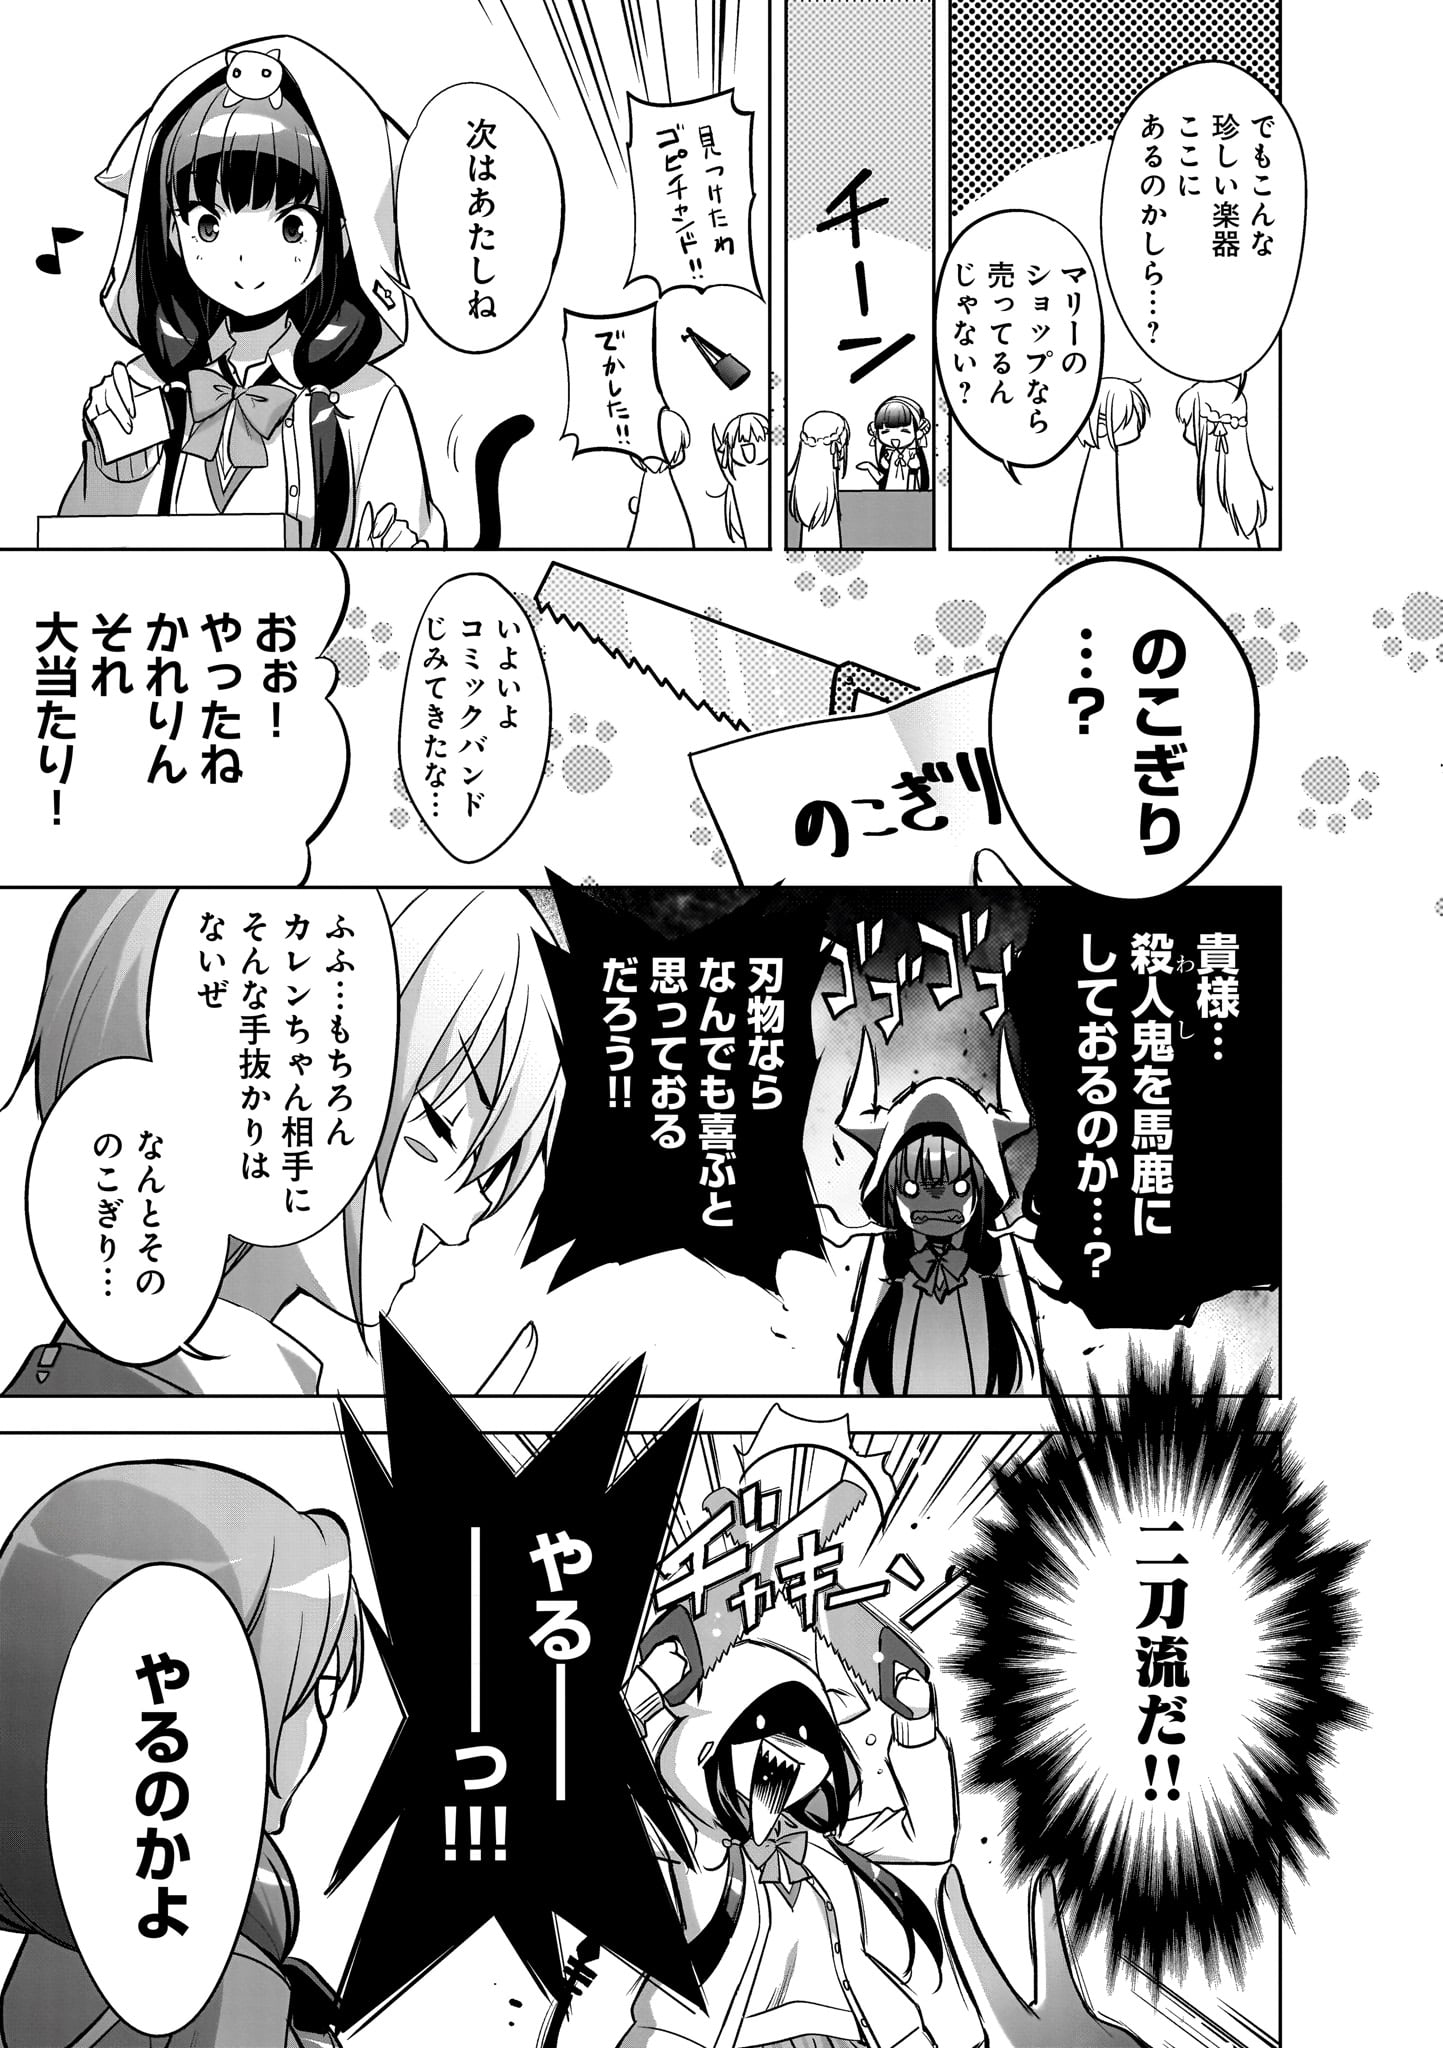 でもこんな
珍しい楽器
ここに
あるのかしら…?
マリーの
ショップなら
売ってるん
じゃない?
チーン
見つけたわ
ゴピチャンド!!
でかした!!
次はあたしね
のこぎり
…?
のこぎり
いよいよ
コミックバンド
じみてきたな…
おぉ!
やったね
かれりん
それ
大当たり!
貴様…
殺人鬼を馬鹿に
わし
しておるのか…?
ゴゴゴゴ
刃物なら
なんでも喜ぶと
思っておる
だろう!!
ふふ…もちろん
カレンちゃん相手に
そんな手抜かりは
ないぜ
なんとその
のこぎり…
二刀流だ!!
ヂャキーン
やる――
――っ!!!
やるのかよ